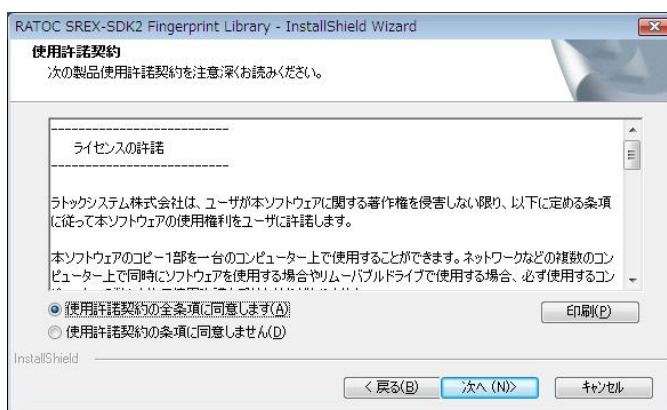 RATOC SREX-SDK2 Fingerprint Library - InstallShield Wizard
使用許諾契約
次の製品使用許諾契約を注意深くお読みください。
----------------------------
ライセンスの許諾
----------------------------
ラトックシステム株式会社は、ユーザが本ソフトウェアに関する著作権を侵害しない限り、以下に定める条項
に従って本ソフトウェアの使用権利をユーザに許諾します。
本ソフトウェアのコピー1部を一台のコンピューター上で使用することができます。ネットワークなどの複数のコン
ピューター上で同時にソフトウェアを使用する場合やリムーバブルドライブで使用する場合、必ず使用するコン
使用許諾契約の全条項に同意します(A)
印刷(P)
使用許諾契約の条項に同意しません(D)
InstallShield
< 戻る(B)
次へ (N)>
キャンセル